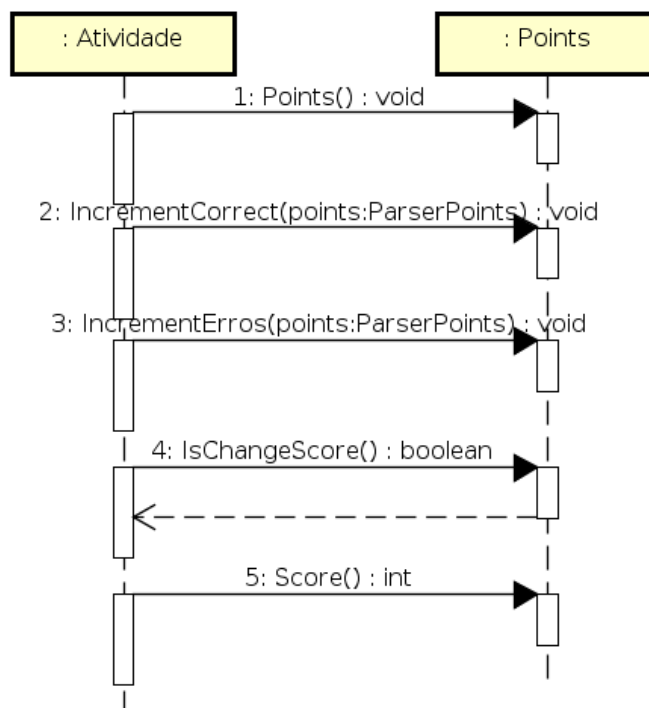 : Atividade
: Points
1: Points() : void
2: IncrementCorrect(points:ParserPoints) : void
3: IncrementErros(points:ParserPoints) : void
4: IsChangeScore() : boolean
5: Score() : int